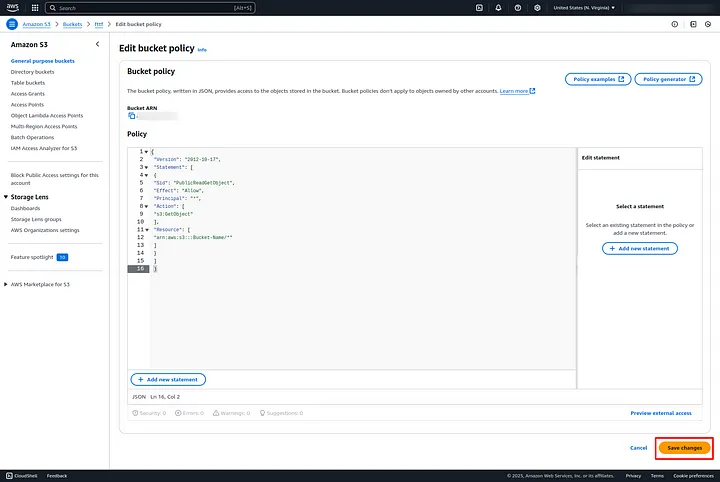 aws
Search
[Alt+S]
United States (N. Virginia)
Amazon S3 > Buckets > fttf > Edit bucket policy
Amazon S3
General purpose buckets
Directory buckets
Table buckets
Access Grants
Access Points
Object Lambda Access Points
Multi-Region Access Points
Batch Operations
IAM Access Analyzer for S3
Block Public Access settings for this
account
Storage Lens
Dashboards
Storage Lens groups
AWS Organizations settings
Feature spotlight 10
AWS Marketplace for S3
Edit bucket policy Info
Bucket policy
Policy examples
Policy generator
The bucket policy, written in JSON, provides access to the objects stored in the bucket. Bucket policies don't apply to objects owned by other accounts. Learn more
Bucket ARN
Policy
1 {
2 "Version": "2012-10-17",
3 "Statement": [
4 {
5 "Sid": "PublicReadGetObject",
6 "Effect": "Allow",
7 "Principal": "*",
8 "Action": [
9 "s3:GetObject"
10 ],
11 "Resource": [
12 "arn:aws:s3:::Bucket-Name/*"
13 ]
14 }
15 ]
16 }
+ Add new statement
JSON Ln 16, Col 2
Security: 0 Errors: 0 Warnings: 0 Suggestions: 0
Edit statement
Select a statement
Select an existing statement in the policy or
add a new statement.
+ Add new statement
Preview external access
Cancel
Save changes
CloudShell Feedback
© 2025, Amazon Web Services, Inc. or its affiliates. Privacy Terms Cookie preferences